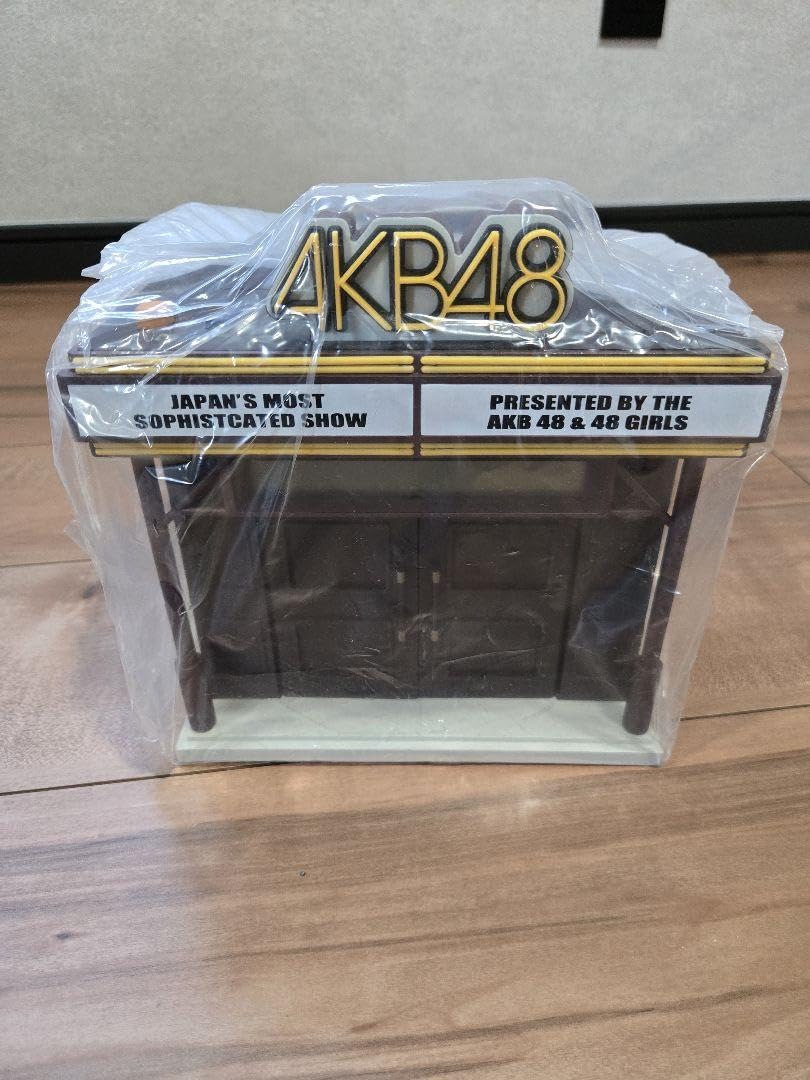 AKB48
JAPAN'S MOST
SOPHISTCATED SHOW
PRESENTED BY THE
AKB 48 & 48 GIRLS